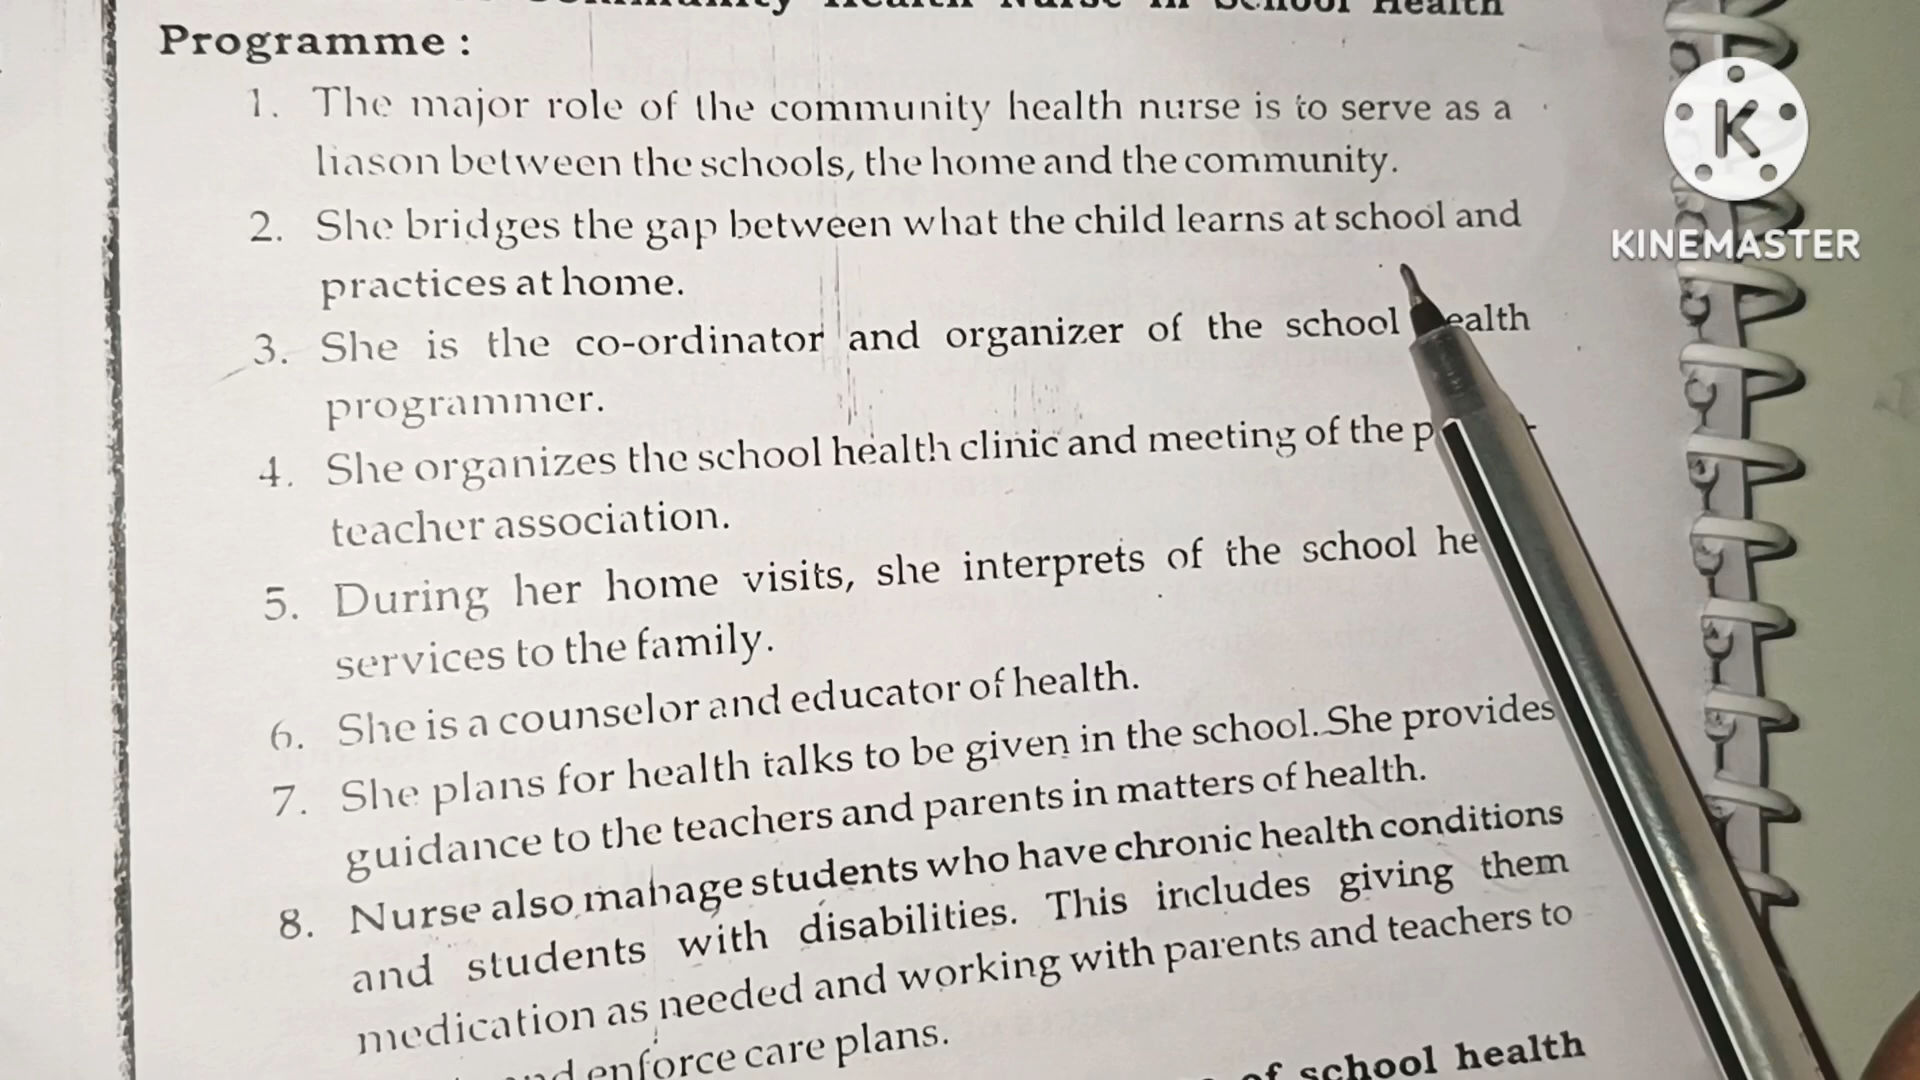 Community Health Nurse in School Health
Programme :
1. The major role of the community health nurse is to serve as a
liason between the schools, the home and the community.
2. She bridges the gap between what the child learns at school and
practices at home.
3. She is the co-ordinator and organizer of the school health
programmer.
4. She organizes the school health clinic and meeting of the
teacher association.
5. During her home visits, she interprets of the school he
services to the family.
6. She is a counselor and educator of health.
7. She plans for health talks to be given in the school. She provides
guidance to the teachers and parents in matters of health.
8. Nurse also manage students who have chronic health conditions
and students with disabilities. This includes giving them
medication as needed and working with parents and teachers to
and enforce care plans.
of school health
K
KINEMASTER